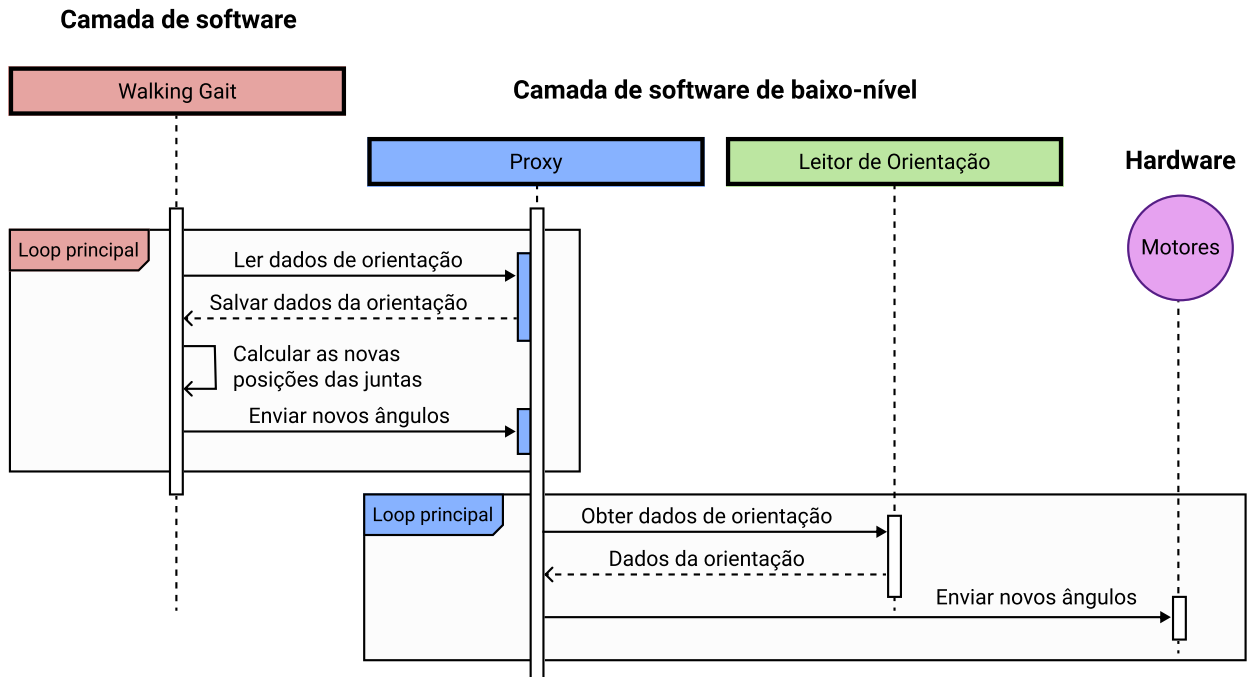 Camada de software
Walking Gait
Camada de software de baixo-nível
Proxy
Leitor de Orientação
Hardware
Motores
Loop principal
Ler dados de orientação
Salvar dados da orientação
Calcular as novas
posições das juntas
Enviar novos ângulos
Loop principal
Obter dados de orientação
Dados da orientação
Enviar novos ângulos